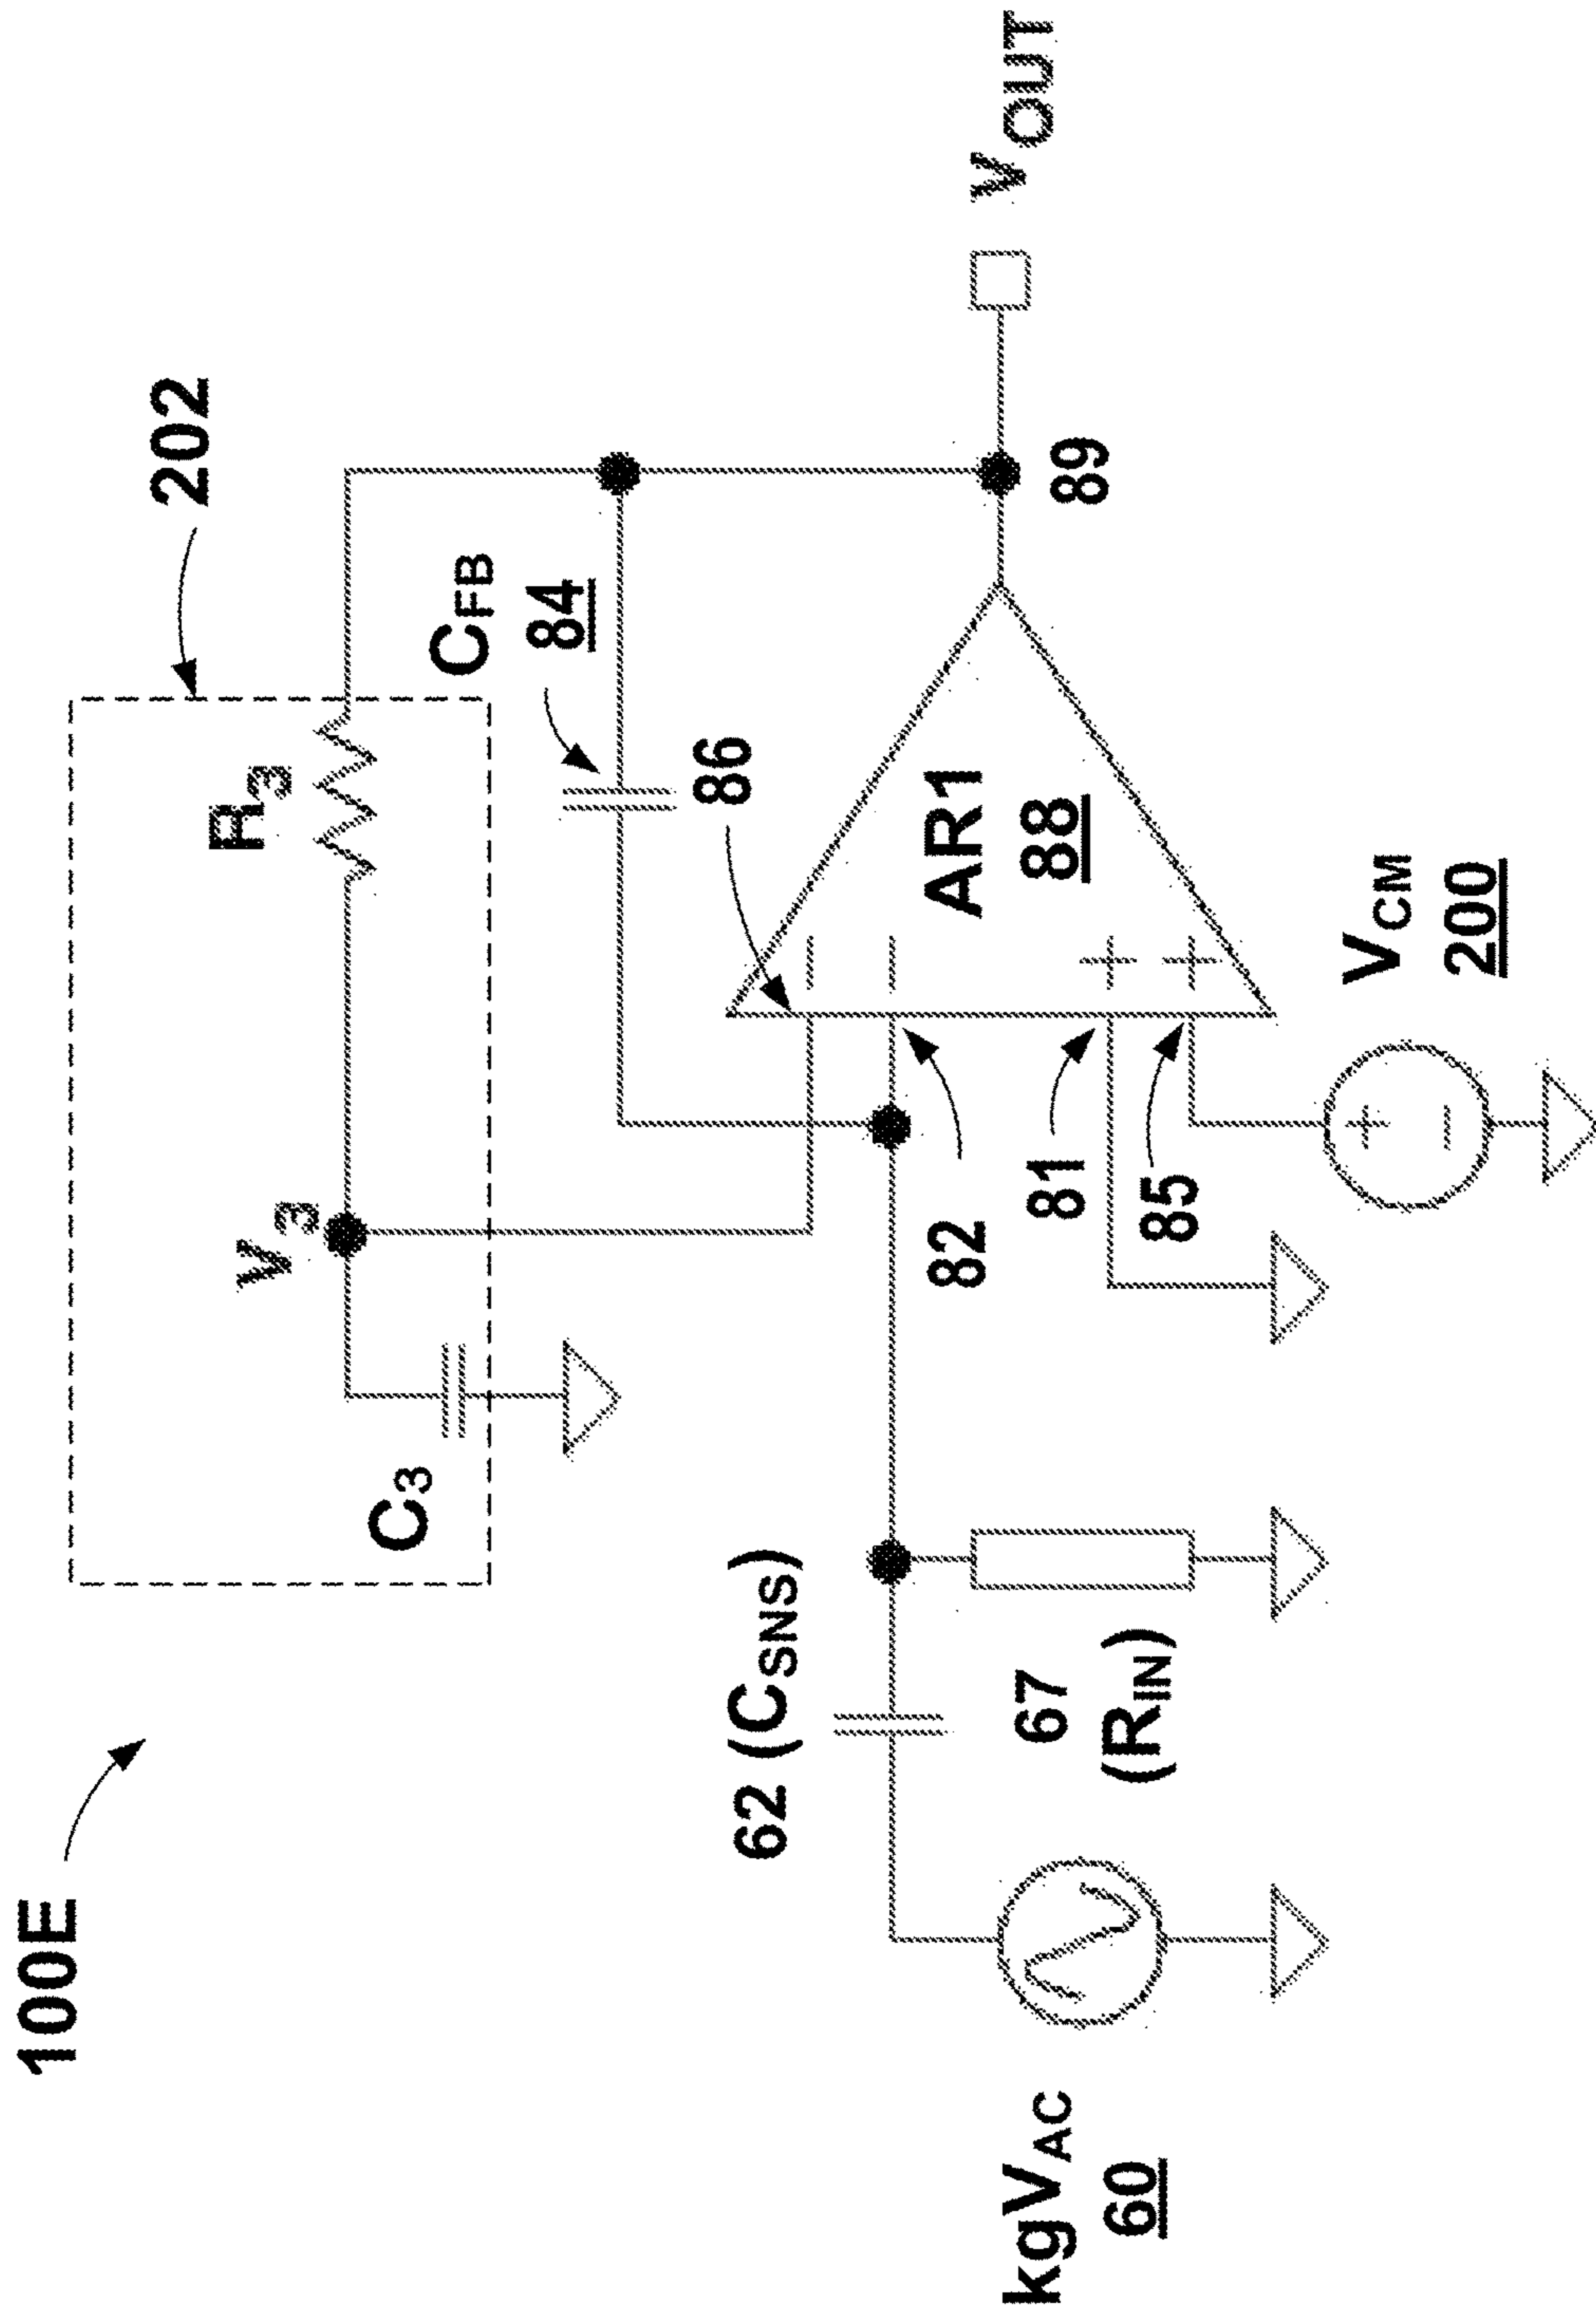 100E
202
R3
V3
C3
CFB
84
86
62 (CSNS)
AR1
88
VOUT
89
82
81
85
67
(RIN)
kgVAC
60
VCM
200